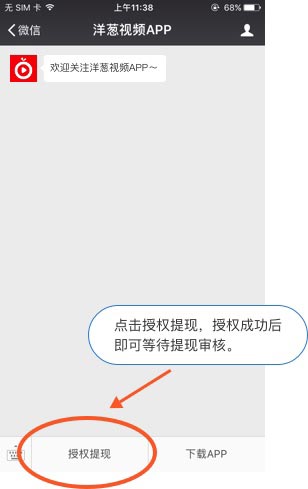 无 SIM 卡 上午11:38 68%
微信 洋葱视频APP
欢迎关注洋葱视频APP～
点击授权提现，授权成功后
即可等待提现审核。
授权提现 下载APP